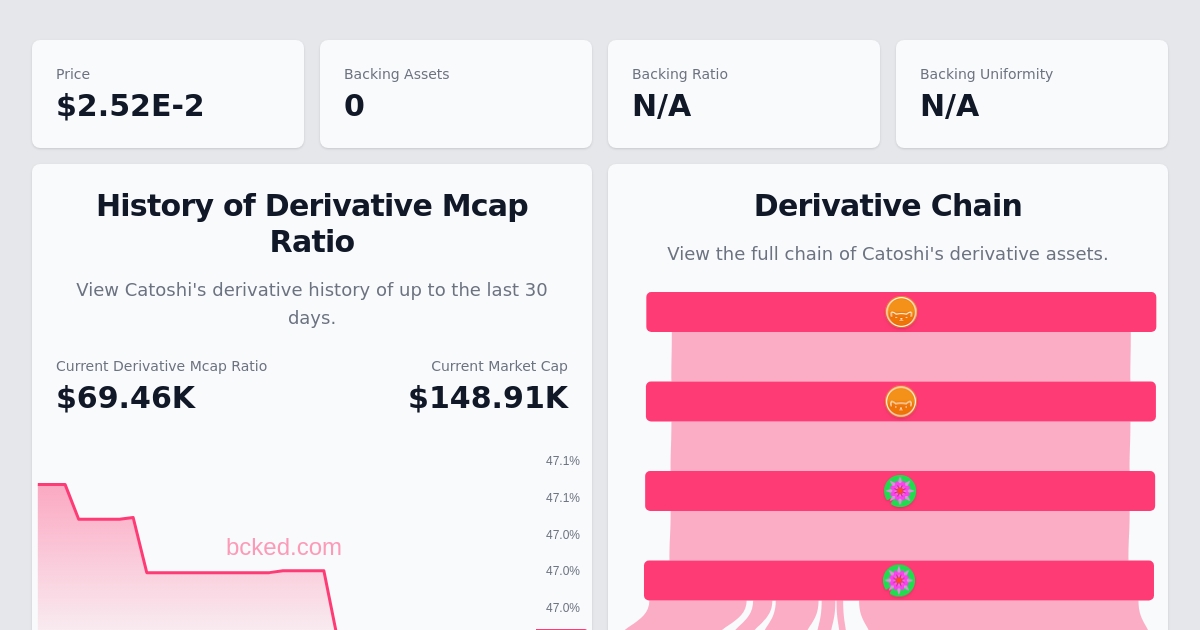 Price
$2.52E-2
Backing Assets
0
Backing Ratio
N/A
Backing Uniformity
N/A
History of Derivative Mcap
Ratio
View Catoshi's derivative history of up to the last 30
days.
Current Derivative Mcap Ratio
$69.46K
Current Market Cap
$148.91K
47.1%
47.1%
47.0%
47.0%
47.0%
bcked.com
Derivative Chain
View the full chain of Catoshi's derivative assets.